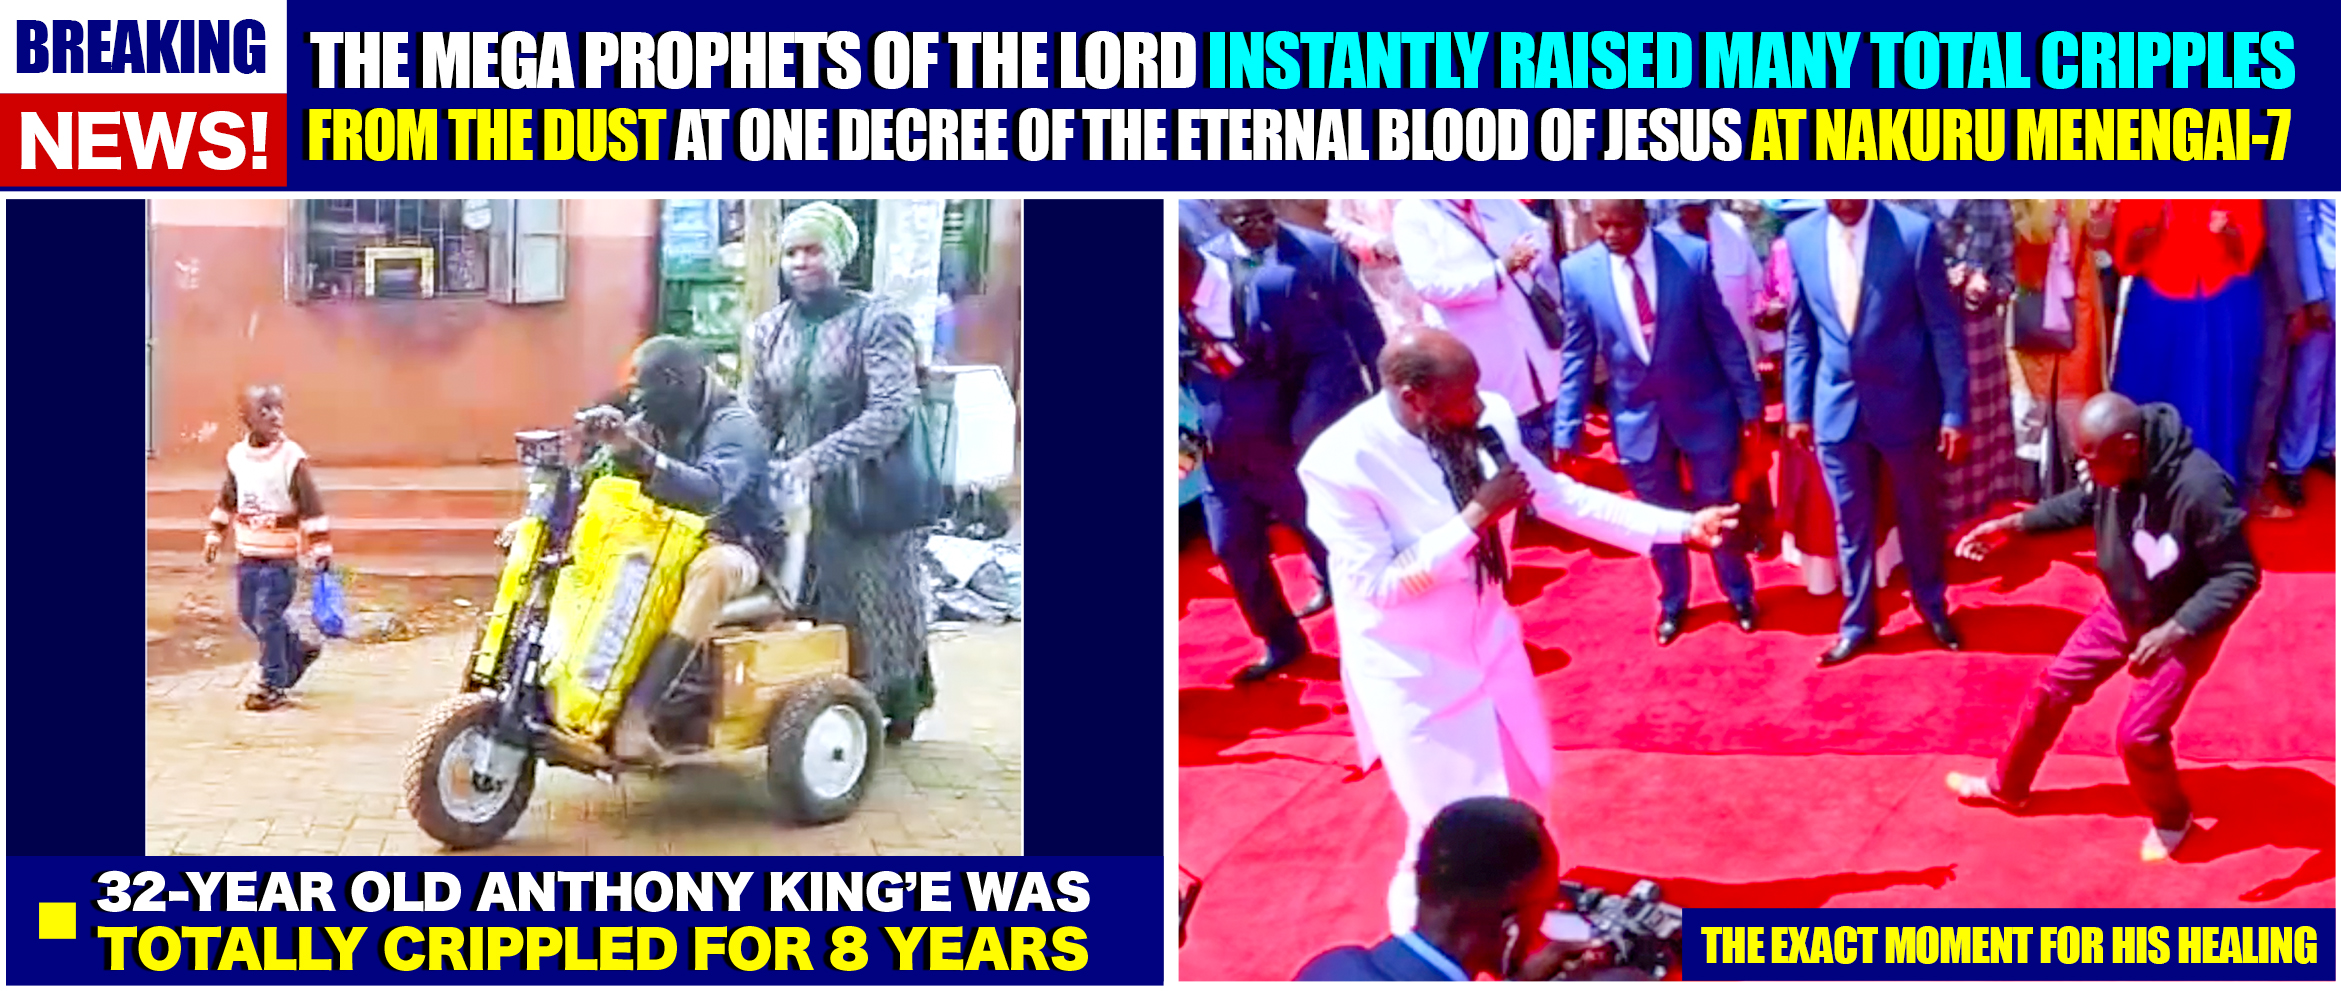 BREAKING
NEWS!
THE MEGA PROPHETS OF THE LORD INSTANTLY RAISED MANY TOTAL CRIPPLES
FROM THE DUST AT ONE DECREE OF THE ETERNAL BLOOD OF JESUS AT NAKURU MENENGAI-7
32-YEAR OLD ANTHONY KING'E WAS
TOTALLY CRIPPLED FOR 8 YEARS
THE EXACT MOMENT FOR HIS HEALING